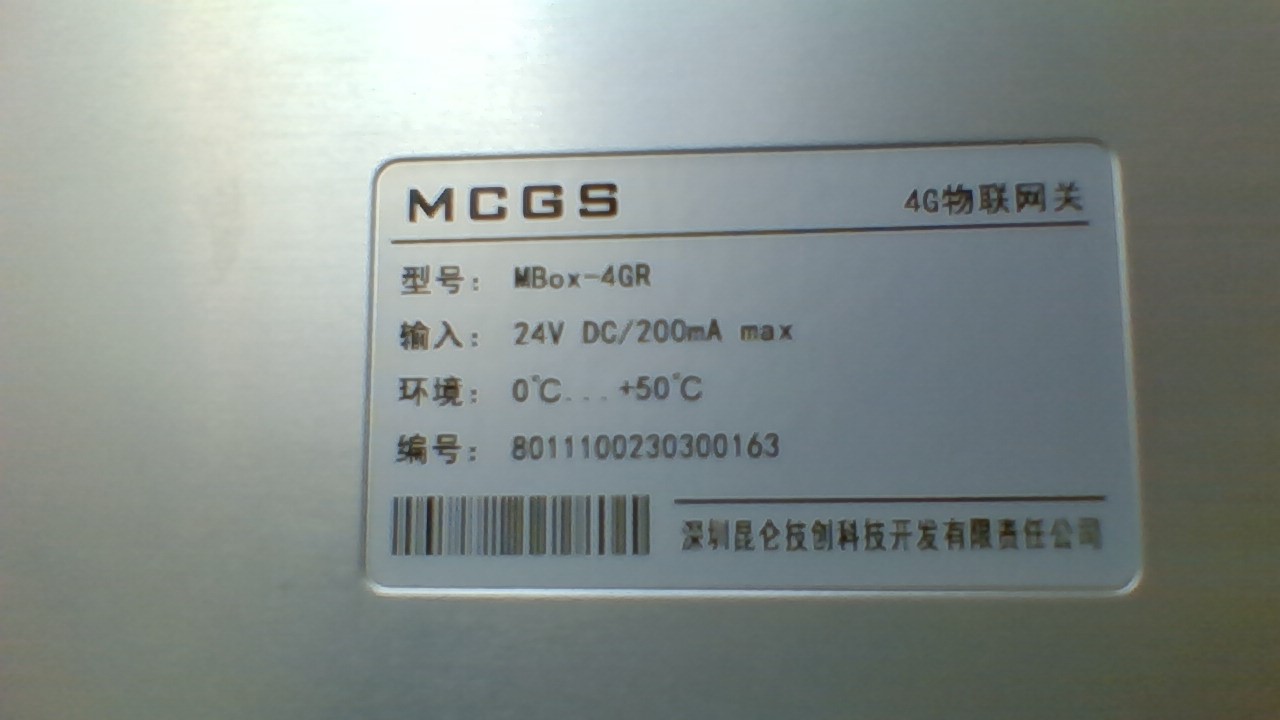 MCGS 4G物联网关
型号: MBox-4GR
输入: 24V DC/200mA max
环境: 0℃...+50℃
编号: 8011100230300163
深圳昆仑技创科技开发有限责任公司